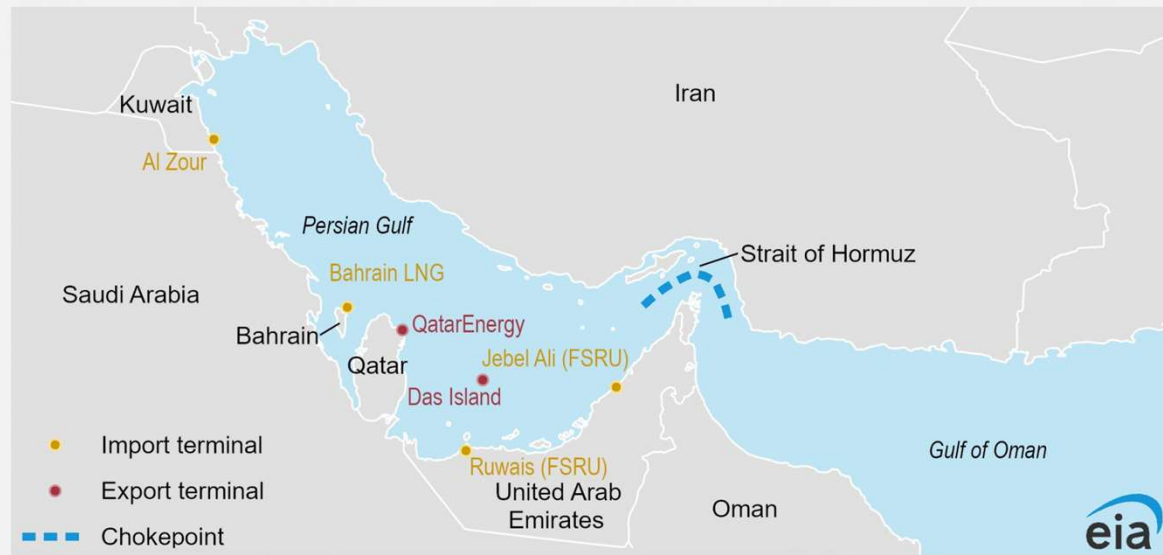 Kuwait
Iran
Al Zour
Persian Gulf
Strait of Hormuz
Bahrain LNG
Saudi Arabia
QatarEnergy
Bahrain
Jebel Ali (FSRU)
Qatar
Das Island
Import terminal
Gulf of Oman
Ruwais (FSRU)
Export terminal
United Arab
Emirates
Oman
Chokepoint
eia